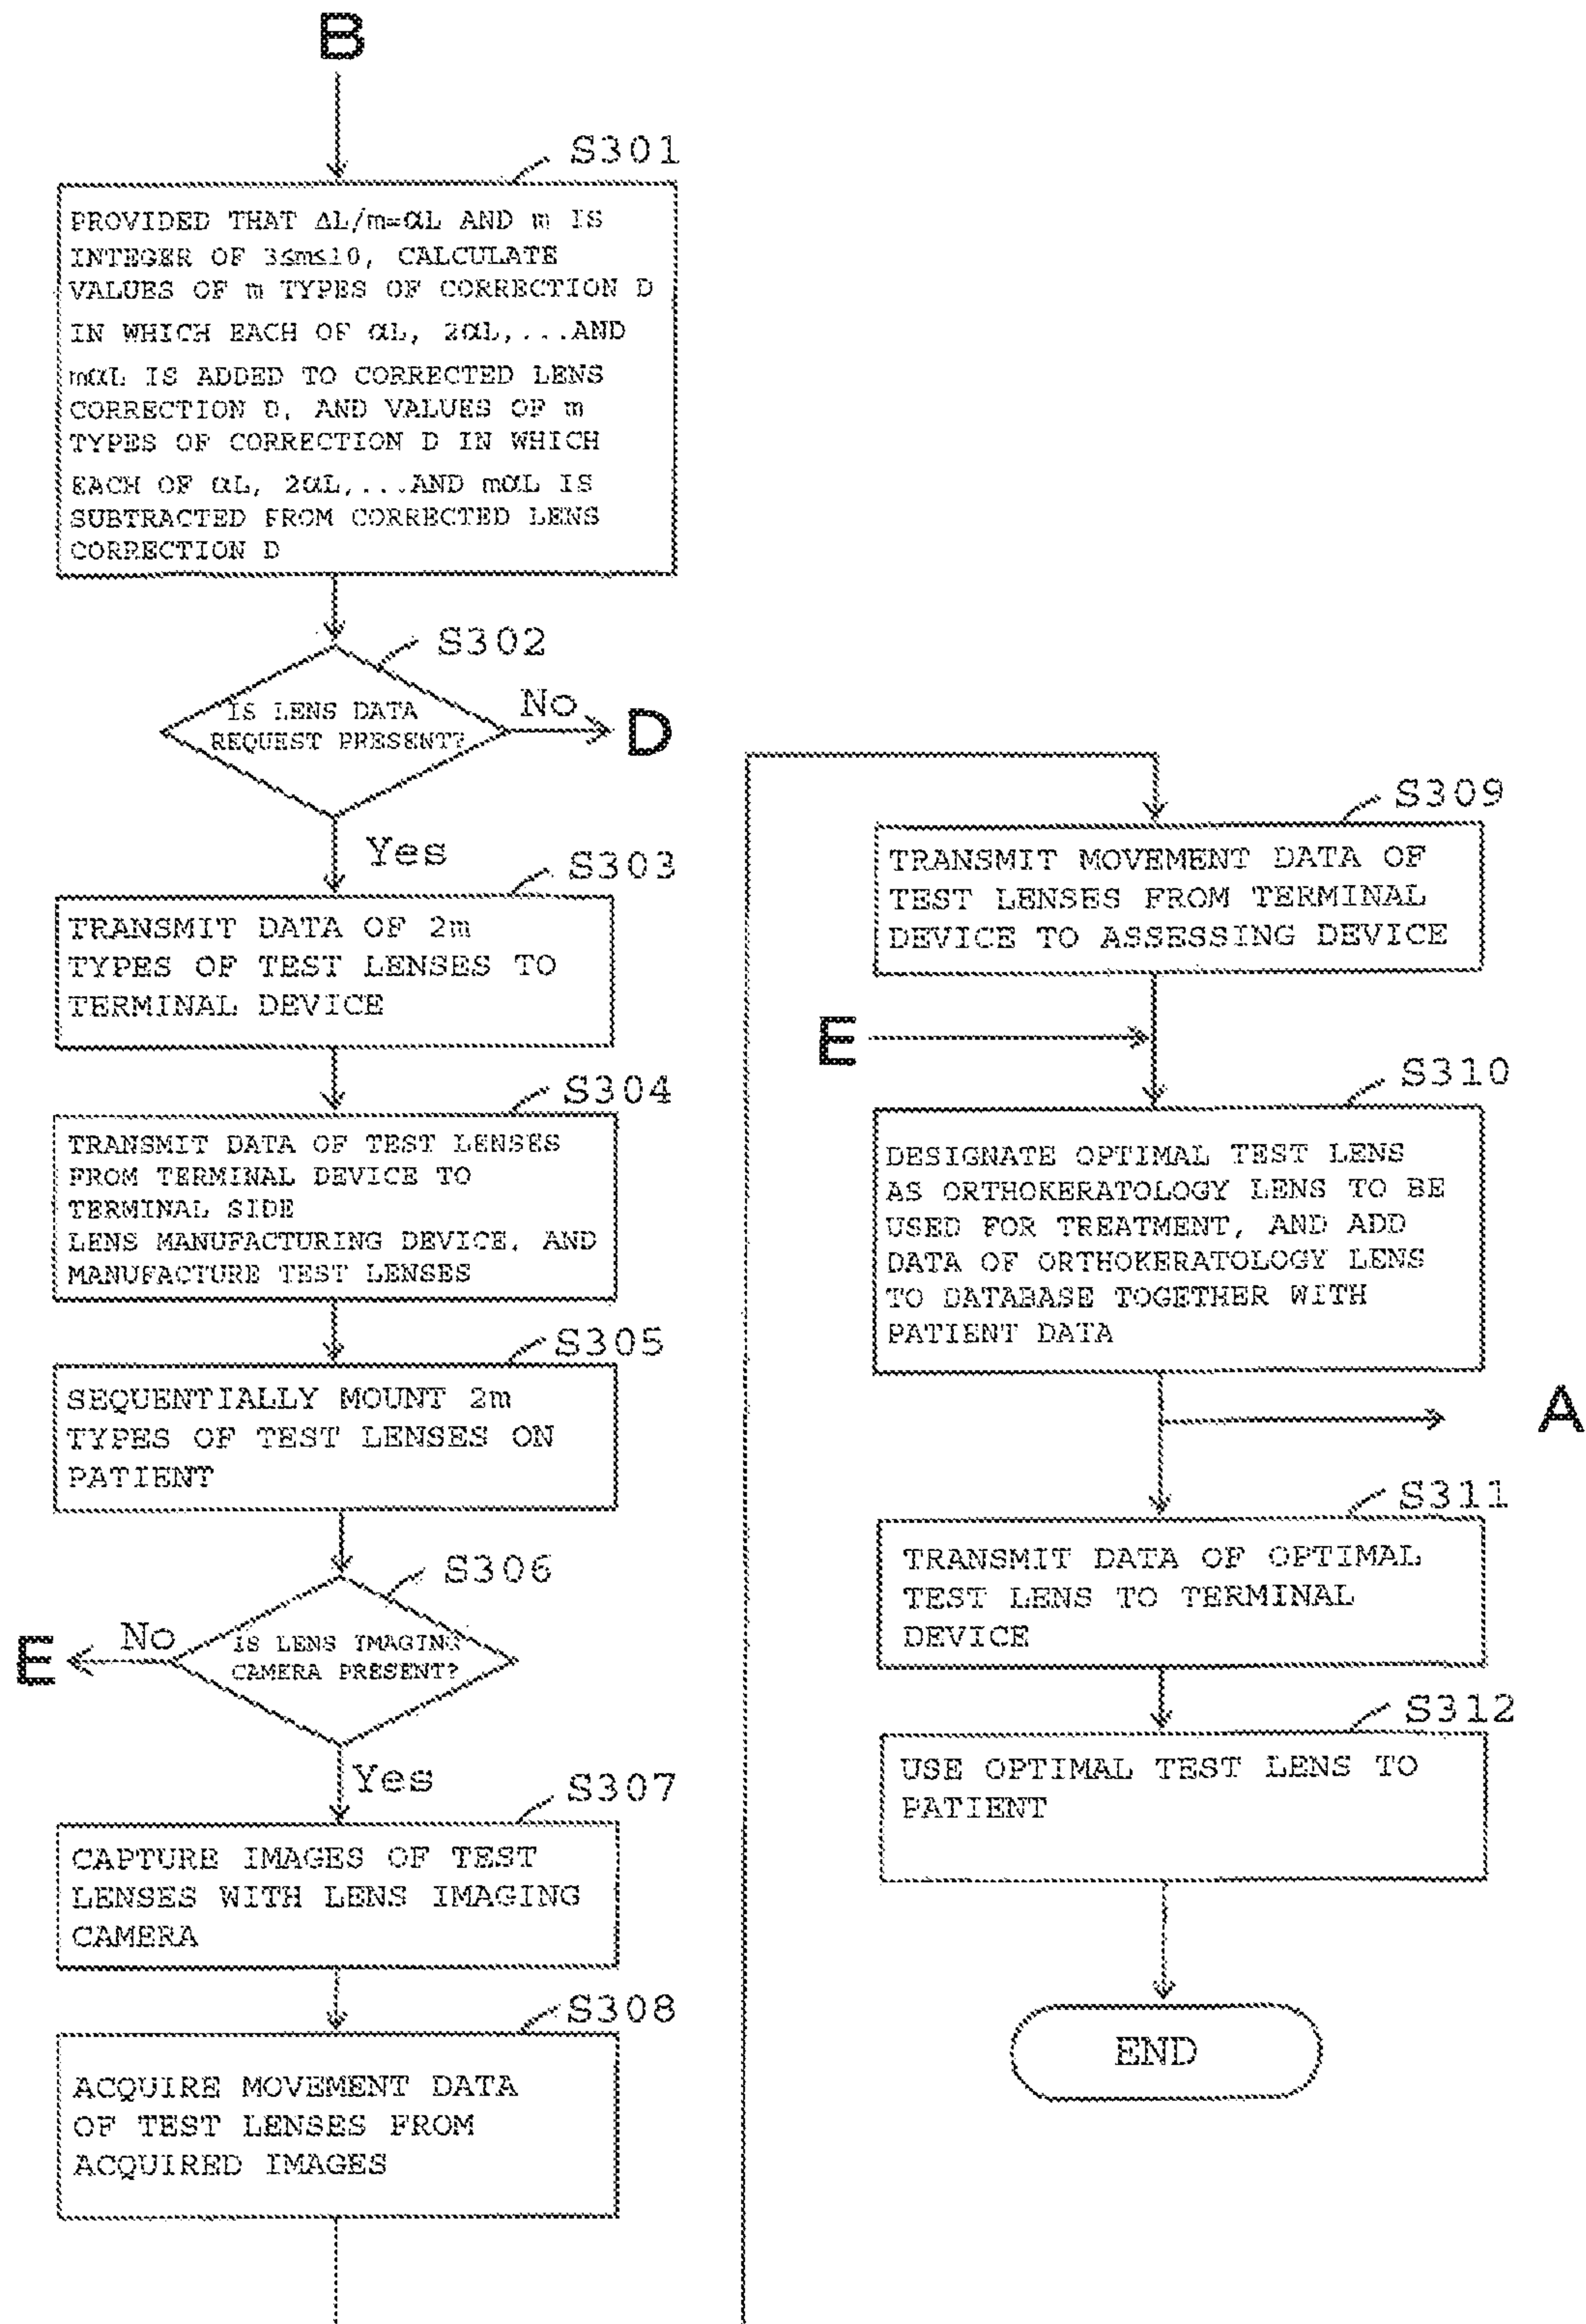 B
S301
PROVIDED THAT ΔL/m=αL AND m IS
INTEGER OF 3≤m≤10, CALCULATE
VALUES OF m TYPES OF CORRECTION D
IN WHICH EACH OF αL, 2αL,...AND
mαL IS ADDED TO CORRECTED LENS
CORRECTION D, AND VALUES OF m
TYPES OF CORRECTION D IN WHICH
EACH OF αL, 2αL,...AND mαL IS
SUBTRACTED FROM CORRECTED LENS
CORRECTION D
S302
IS LENS DATA
REQUEST PRESENT?
No
D
Yes
S303
TRANSMIT DATA OF 2m
TYPES OF TEST LENSES TO
TERMINAL DEVICE
S304
TRANSMIT DATA OF TEST LENSES
FROM TERMINAL DEVICE TO
TERMINAL SIDE
LENS MANUFACTURING DEVICE, AND
MANUFACTURE TEST LENSES
S305
SEQUENTIALLY MOUNT 2m
TYPES OF TEST LENSES ON
PATIENT
S306
IS LENS IMAGING
CAMERA PRESENT?
No
E
Yes
S307
CAPTURE IMAGES OF TEST
LENSES WITH LENS IMAGING
CAMERA
S308
ACQUIRE MOVEMENT DATA
OF TEST LENSES FROM
ACQUIRED IMAGES
S309
TRANSMIT MOVEMENT DATA OF
TEST LENSES FROM TERMINAL
DEVICE TO ASSESSING DEVICE
E
S310
DESIGNATE OPTIMAL TEST LENS
AS ORTHOKERATOLOGY LENS TO BE
USED FOR TREATMENT, AND ADD
DATA OF ORTHOKERATOLOGY LENS
TO DATABASE TOGETHER WITH
PATIENT DATA
A
S311
TRANSMIT DATA OF OPTIMAL
TEST LENS TO TERMINAL
DEVICE
S312
USE OPTIMAL TEST LENS TO
PATIENT
END